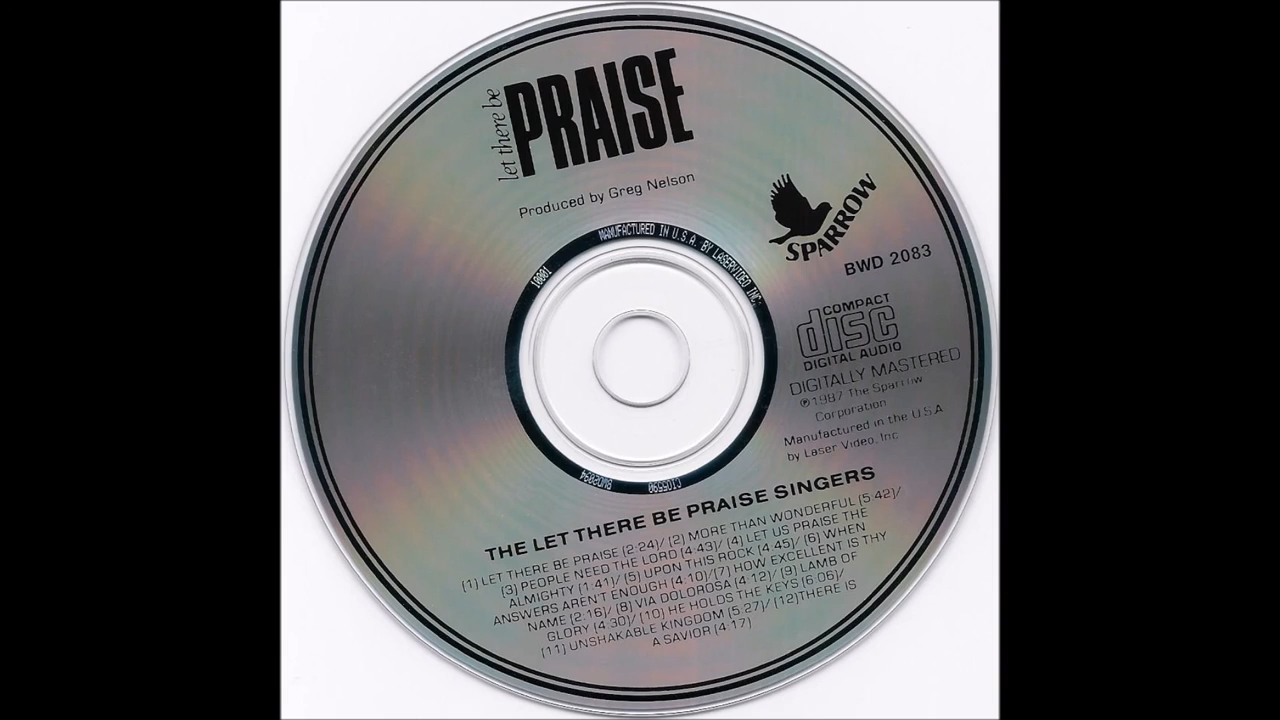 let there be
PRAISE
Produced by Greg Nelson
SPARROW
BWD 2083
MANUFACTURED IN U.S.A. BY LASERVIDEO INC.
10001
COMPACT
disc
DIGITAL AUDIO
DIGITALLY MASTERED
℗1987 The Sparrow
Corporation
Manufactured in the U.S.A
by Laser Video, Inc
CIO5590
BWD2094
THE LET THERE BE PRAISE SINGERS
(1) LET THERE BE PRAISE (2:24)/ (2) MORE THAN WONDERFUL (5:42)/
(3) PEOPLE NEED THE LORD (4:43)/ (4) LET US PRAISE THE
ALMIGHTY (1:41)/ (5) UPON THIS ROCK (4:45)/ (6) WHEN
ANSWERS AREN'T ENOUGH (4:10)/(7) HOW EXCELLENT IS THY
NAME (2:16)/ (8) VIA DOLOROSA (4:12)/ (9) LAMB OF
GLORY (4:30)/ (10) HE HOLDS THE KEYS (6:06)/
(11) UNSHAKABLE KINGDOM (5:27)/ (12)THERE IS
A SAVIOR (4:17)